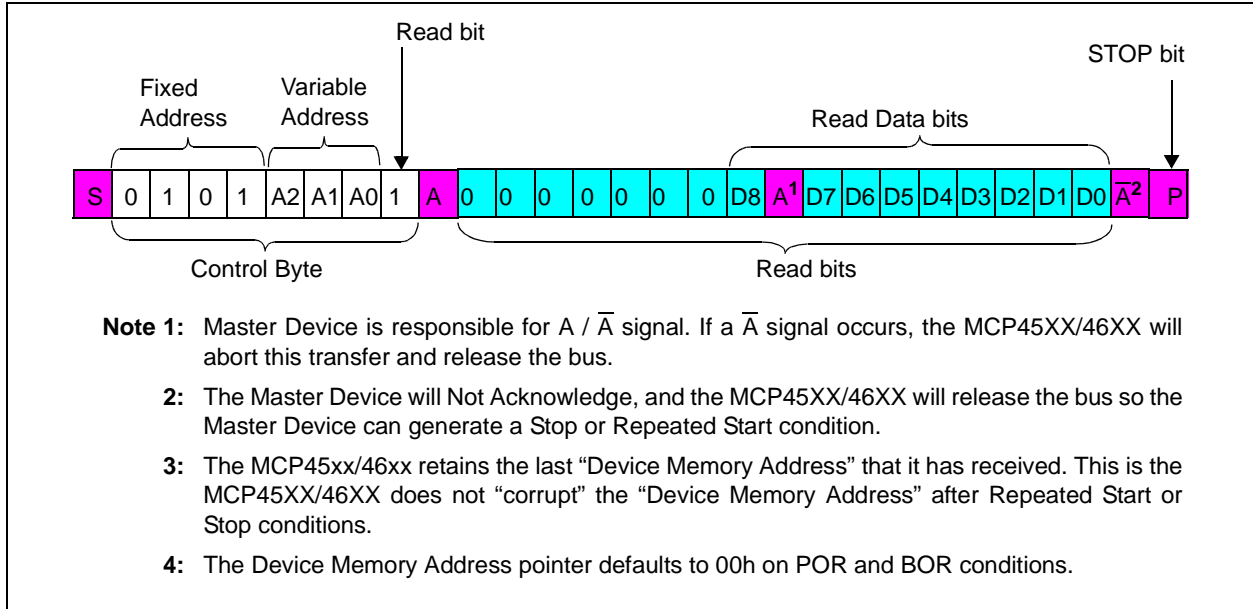 Read bit
STOP bit
Fixed
Address
Variable
Address
Read Data bits
S 0 1 0 1 A2 A1 A0 1 A 0 0 0 0 0 0 0 D8 A¹ D7 D6 D5 D4 D3 D2 D1 D0 A̅² P
Control Byte
Read bits
Note 1: Master Device is responsible for A / A̅ signal. If a A̅ signal occurs, the MCP45XX/46XX will
abort this transfer and release the bus.
2: The Master Device will Not Acknowledge, and the MCP45XX/46XX will release the bus so the
Master Device can generate a Stop or Repeated Start condition.
3: The MCP45xx/46xx retains the last “Device Memory Address” that it has received. This is the
MCP45XX/46XX does not “corrupt” the “Device Memory Address” after Repeated Start or
Stop conditions.
4: The Device Memory Address pointer defaults to 00h on POR and BOR conditions.